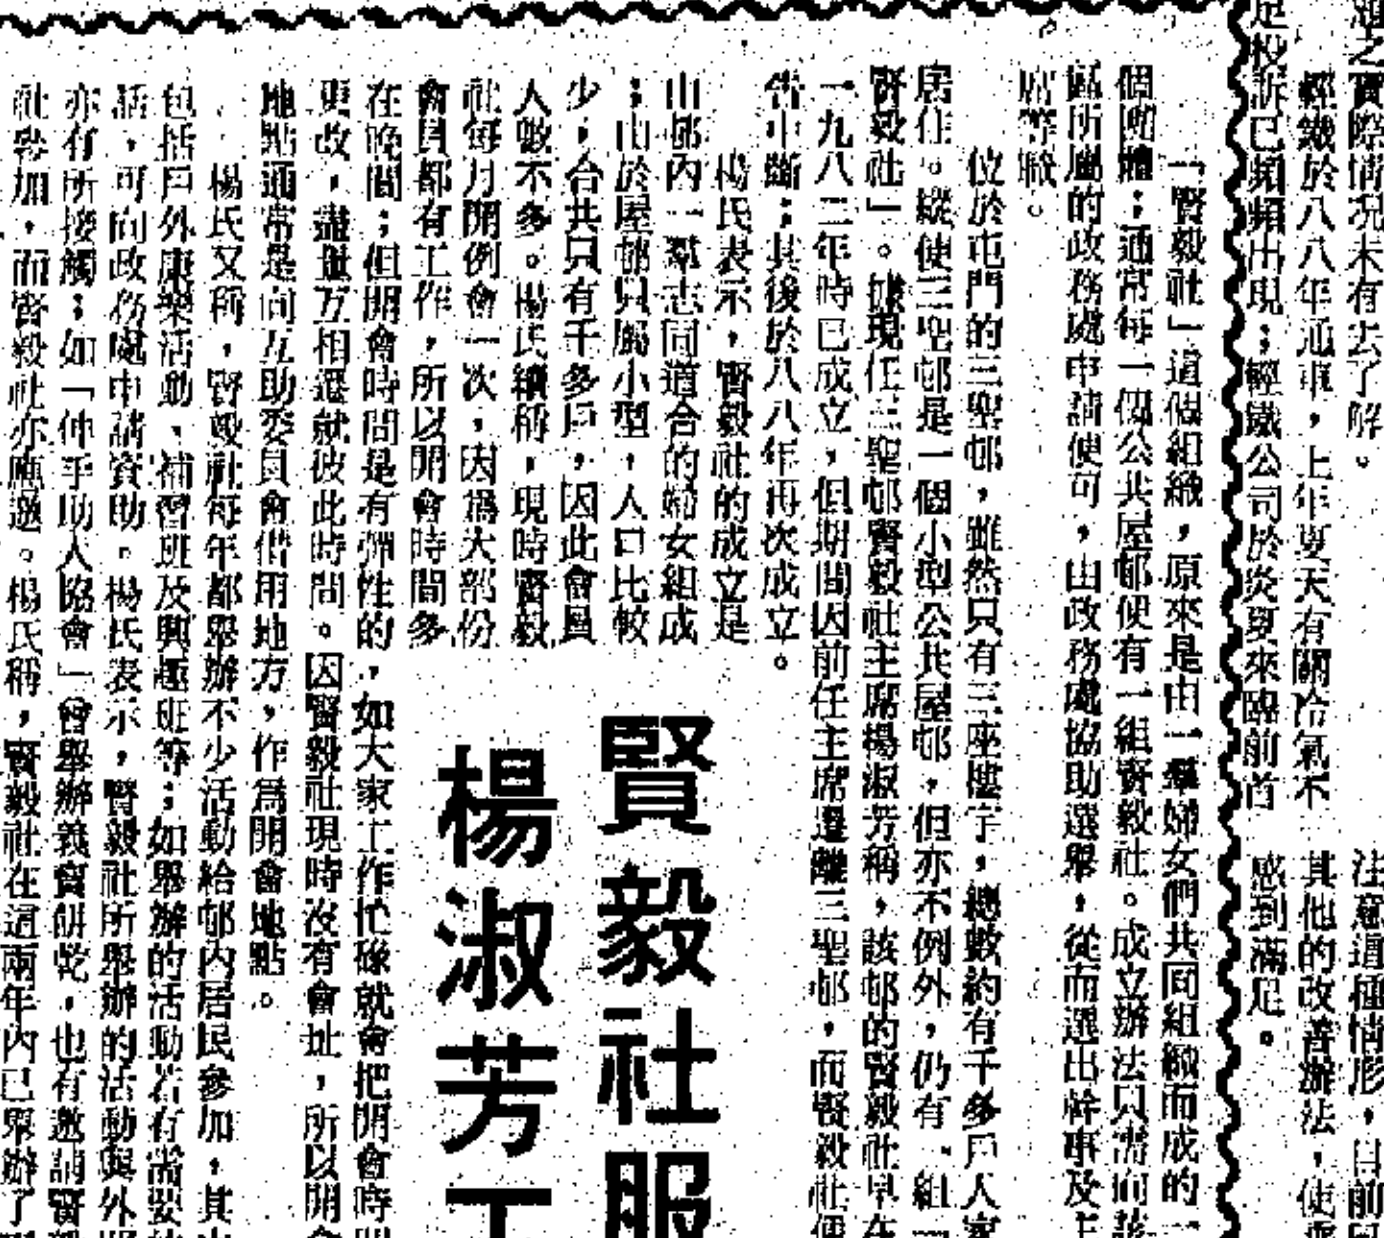 涵之實際情況未有去了解。
注意這種情形，目前
輕鐵於八八年通車，上年夏天有關冷氣不
其他的改善辦法，使乘
足投訴已頻頻出現；輕鐵公司於炎夏來臨前首
感到滿足。
「賢毅社」這個組織，原來是由一羣婦女們共同組織而成的一
個團體；通常每一個公共屋邨便有一組賢毅社。成立辦法只需向該
區所屬的政務處申請便可，由政務處協助選舉，從而選出幹事及主
席等職。
位於屯門的三聖邨，雖然只有三座樓宇，總數約有千多戶人家
居住。縱使三聖邨是一個小型公共屋邨，但亦不例外，仍有一組「
賢毅社」。據現任三聖邨賢毅社主席楊淑芳稱，該邨的賢毅社早在
一九八二年時已成立，但期間因前任主席遷離三聖邨，而賢毅社便
告中斷；其後於八八年再次成立。
楊氏表示，賢毅社的成立是
由邨內一羣志同道合的婦女組成
；由於屋邨只屬小型，人口比較
少，合共只有千多戶，因此會員
人數不多。楊氏續稱，現時賢毅
社每月開例會一次，因爲大部份
會員都有工作，所以開會時間多
在晚間；但開會時間是有彈性的，如大家工作忙碌就會把開會時間
更改，盡量互相遷就彼此時間。因賢毅社現時沒有會址，所以開會
地點通常是向互助委員會借用地方，作爲開會地點。
賢毅社服
楊淑芳工
楊氏又稱，賢毅社每年都舉辦不少活動給邨內居民參加，其中
包括戶外康樂活動、補習班及興趣班等；如舉辦的活動若有需要的
話，可向政務處申請資助。楊氏表示，賢毅社所舉辦的活動與外間
亦有所接觸；如「伸手助人協會」會舉辦義賣餅乾，也有邀請賢毅
社參加，而賢毅社亦應邀。楊氏稱，賢毅社在這兩年內已舉辦了